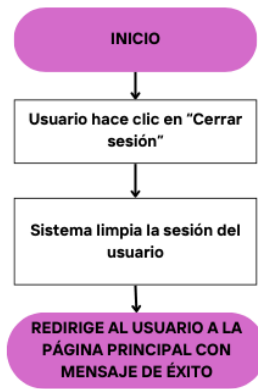 INICIO
Usuario hace clic en “Cerrar
sesión”
Sistema limpia la sesión del
usuario
REDIRIGE AL USUARIO A LA
PÁGINA PRINCIPAL CON
MENSAJE DE ÉXITO